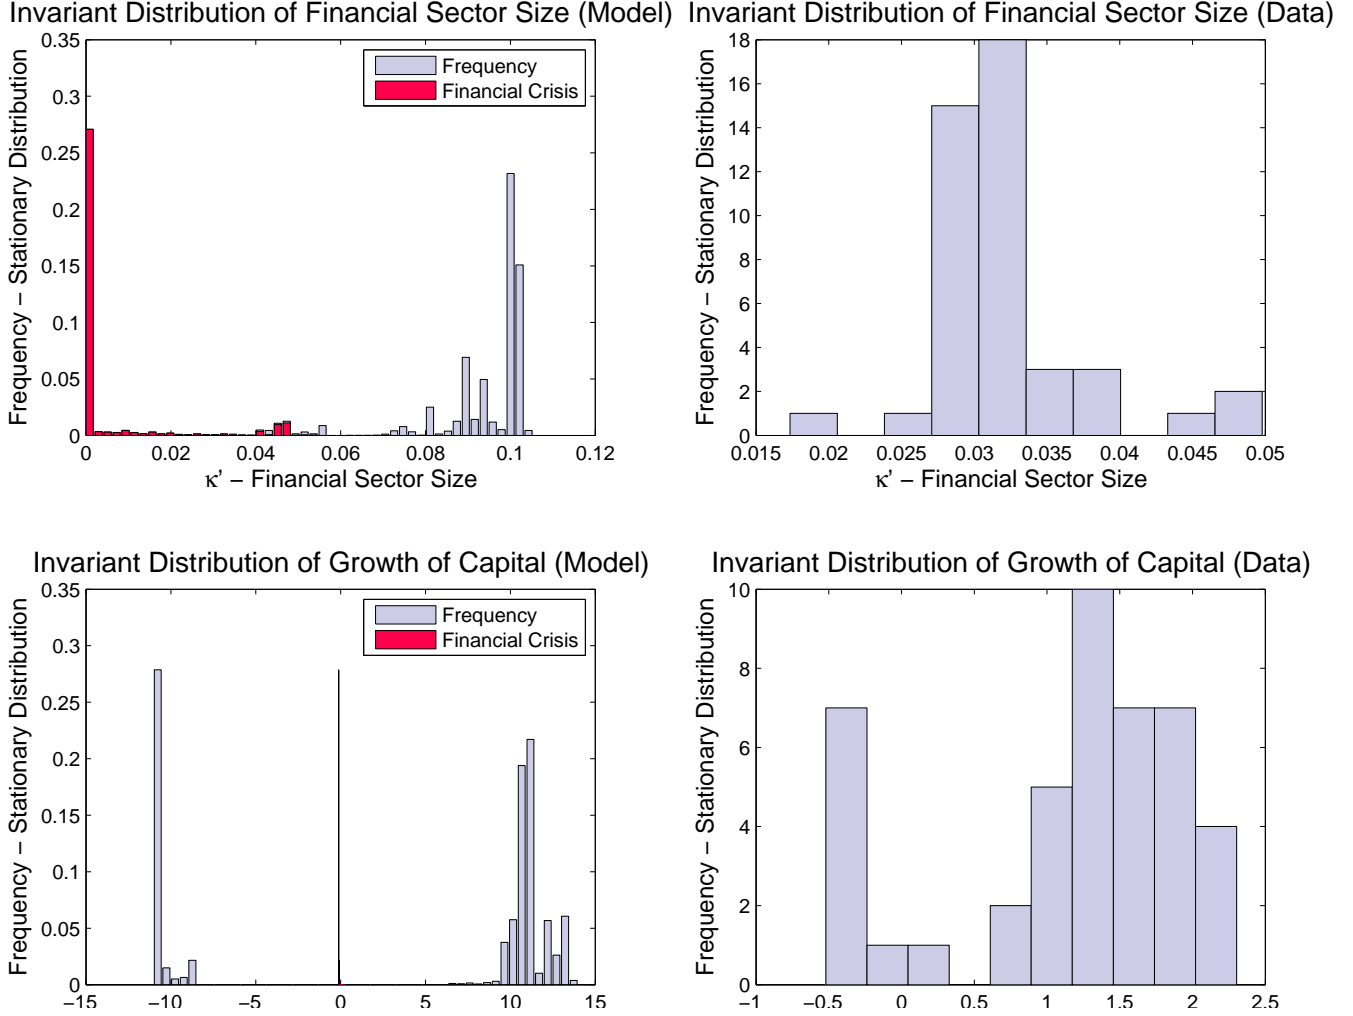 Invariant Distribution of Financial Sector Size (Model)
0.35
0.3
0.25
0.2
0.15
0.1
0.05
0
Frequency − Stationary Distribution
Frequency
Financial Crisis
0 0.02 0.04 0.06 0.08 0.1 0.12
κ’ − Financial Sector Size
Invariant Distribution of Financial Sector Size (Data)
18
16
14
12
10
8
6
4
2
0
Frequency − Stationary Distribution
0.015 0.02 0.025 0.03 0.035 0.04 0.045 0.05
κ’ − Financial Sector Size
Invariant Distribution of Growth of Capital (Model)
0.35
0.3
0.25
0.2
0.15
0.1
0.05
0
Frequency − Stationary Distribution
Frequency
Financial Crisis
−15 −10 −5 0 5 10 15
Invariant Distribution of Growth of Capital (Data)
10
8
6
4
2
0
Frequency − Stationary Distribution
−1 −0.5 0 0.5 1 1.5 2 2.5